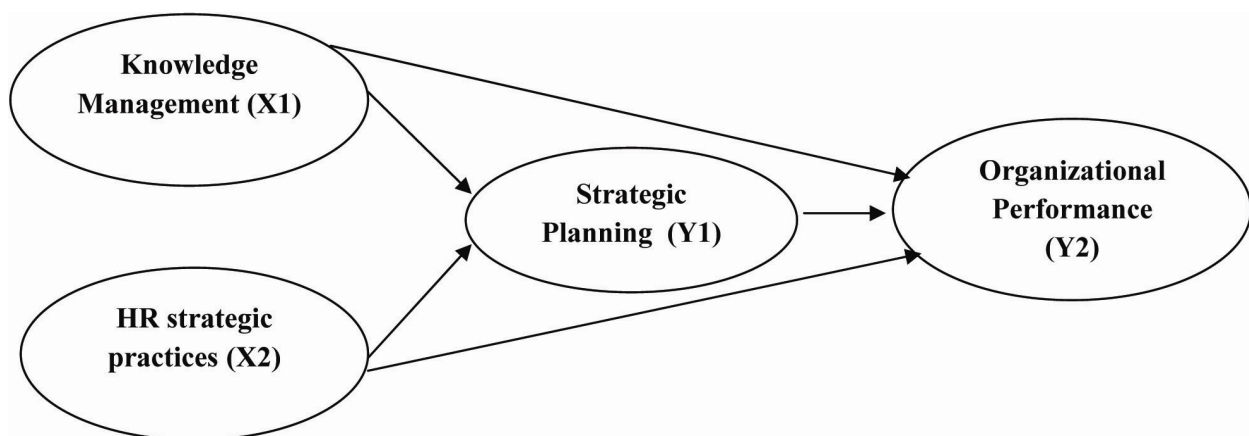 Knowledge
Management (X1)
Strategic
Planning (Y1)
Organizational
Performance
(Y2)
HR strategic
practices (X2)